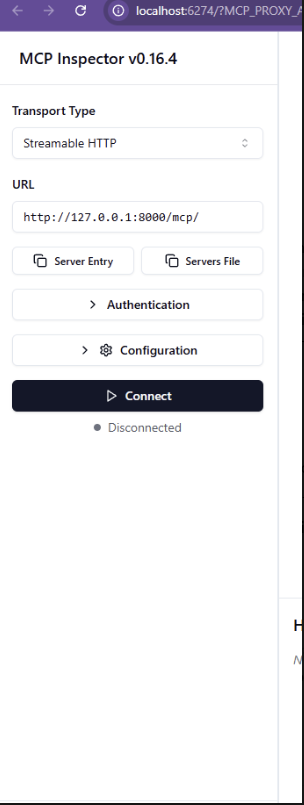 localhost:6274/?MCP_PROXY_A
MCP Inspector v0.16.4
Transport Type
Streamable HTTP
URL
http://127.0.0.1:8000/mcp/
Server Entry
Servers File
Authentication
Configuration
Connect
Disconnected
H
N